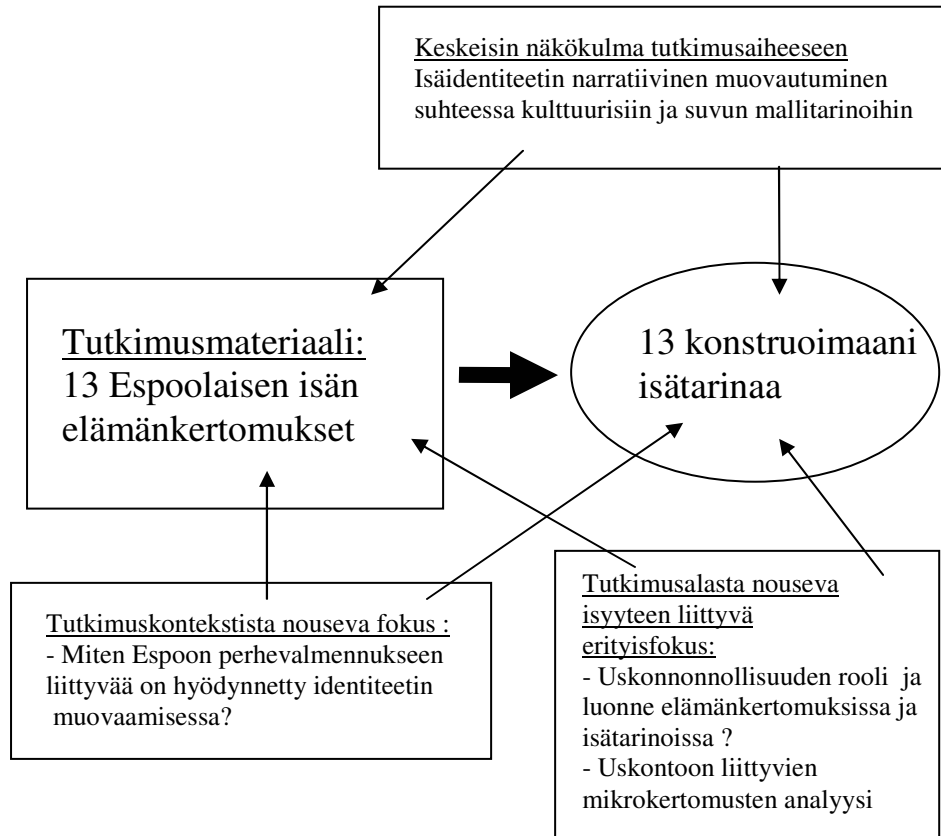 Keskeisin näkökulma tutkimusaiheeseen
Isäidentiteetin narratiivinen muovautuminen
suhteessa kulttuurisiin ja suvun mallitarinoihin
Tutkimusmateriaali:
13 Espoolaisen isän
elämänkertomukset
13 konstruoimaani
isätarinaa
Tutkimuskontekstista nouseva fokus :
- Miten Espoon perhevalmennukseen
liittyvää on hyödynnetty identiteetin
muovaamisessa?
Tutkimusalasta nouseva
isyyteen liittyvä
erityisfokus:
- Uskonnonnollisuuden rooli ja
luonne elämänkertomuksissa ja
isätarinoissa ?
- Uskontoon liittyvien
mikrokertomusten analyysi